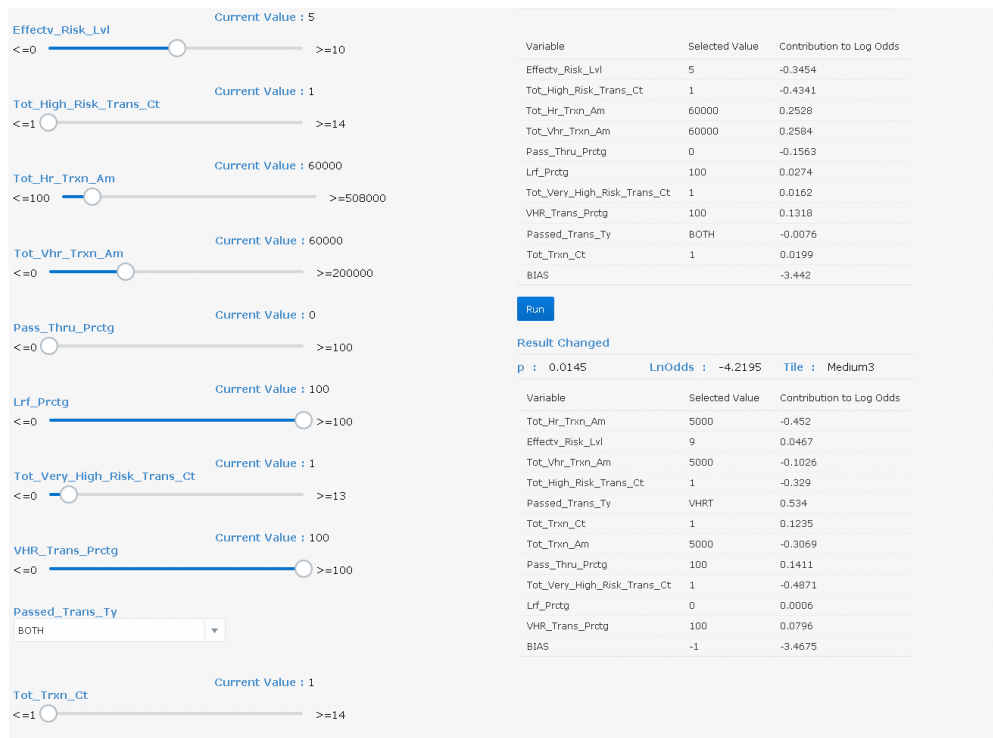 Current Value : 5
Effectv_Risk_Lvl
<=0 >=10
Current Value : 1
Tot_High_Risk_Trans_Ct
<=1 >=14
Current Value : 60000
Tot_Hr_Trxn_Am
<=100 >=508000
Current Value : 60000
Tot_Vhr_Trxn_Am
<=0 >=200000
Current Value : 0
Pass_Thru_Prctg
<=0 >=100
Current Value : 100
Lrf_Prctg
<=0 >=100
Current Value : 1
Tot_Very_High_Risk_Trans_Ct
<=0 >=13
Current Value : 100
VHR_Trans_Prctg
<=0 >=100
Passed_Trans_Ty
BOTH
Current Value : 1
Tot_Trxn_Ct
<=1 >=14
Variable Selected Value Contribution to Log Odds
Effectv_Risk_Lvl 5 -0.3454
Tot_High_Risk_Trans_Ct 1 -0.4341
Tot_Hr_Trxn_Am 60000 0.2528
Tot_Vhr_Trxn_Am 60000 0.2584
Pass_Thru_Prctg 0 -0.1563
Lrf_Prctg 100 0.0274
Tot_Very_High_Risk_Trans_Ct 1 0.0162
VHR_Trans_Prctg 100 0.1318
Passed_Trans_Ty BOTH -0.0076
Tot_Trxn_Ct 1 0.0199
BIAS -3.442
Run
Result Changed
p : 0.0145 LnOdds : -4.2195 Tile : Medium3
Variable Selected Value Contribution to Log Odds
Tot_Hr_Trxn_Am 5000 -0.452
Effectv_Risk_Lvl 9 0.0467
Tot_Vhr_Trxn_Am 5000 -0.1026
Tot_High_Risk_Trans_Ct 1 -0.329
Passed_Trans_Ty VHRT 0.534
Tot_Trxn_Ct 1 0.1235
Tot_Trxn_Am 5000 -0.3069
Pass_Thru_Prctg 100 0.1411
Tot_Very_High_Risk_Trans_Ct 1 -0.4871
Lrf_Prctg 0 0.0006
VHR_Trans_Prctg 100 0.0796
BIAS -1 -3.4675